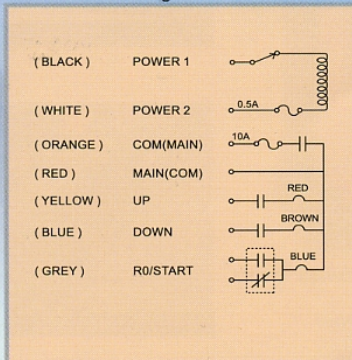 (BLACK) POWER 1
(WHITE) POWER 2 0.5A
(ORANGE) COM(MAIN) 10A
(RED) MAIN(COM)
RED
(YELLOW) UP
BROWN
(BLUE) DOWN
BLUE
(GREY) R0/START